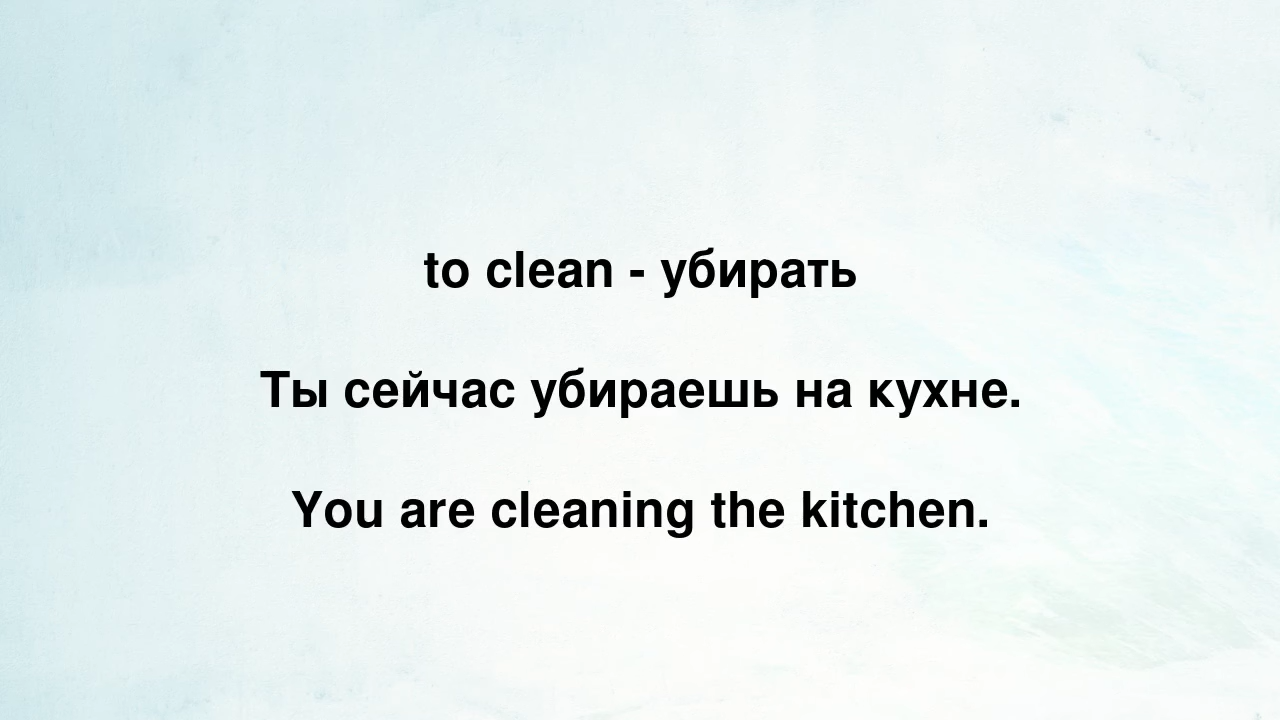 to clean - убирать
Ты сейчас убираешь на кухне.
You are cleaning the kitchen.